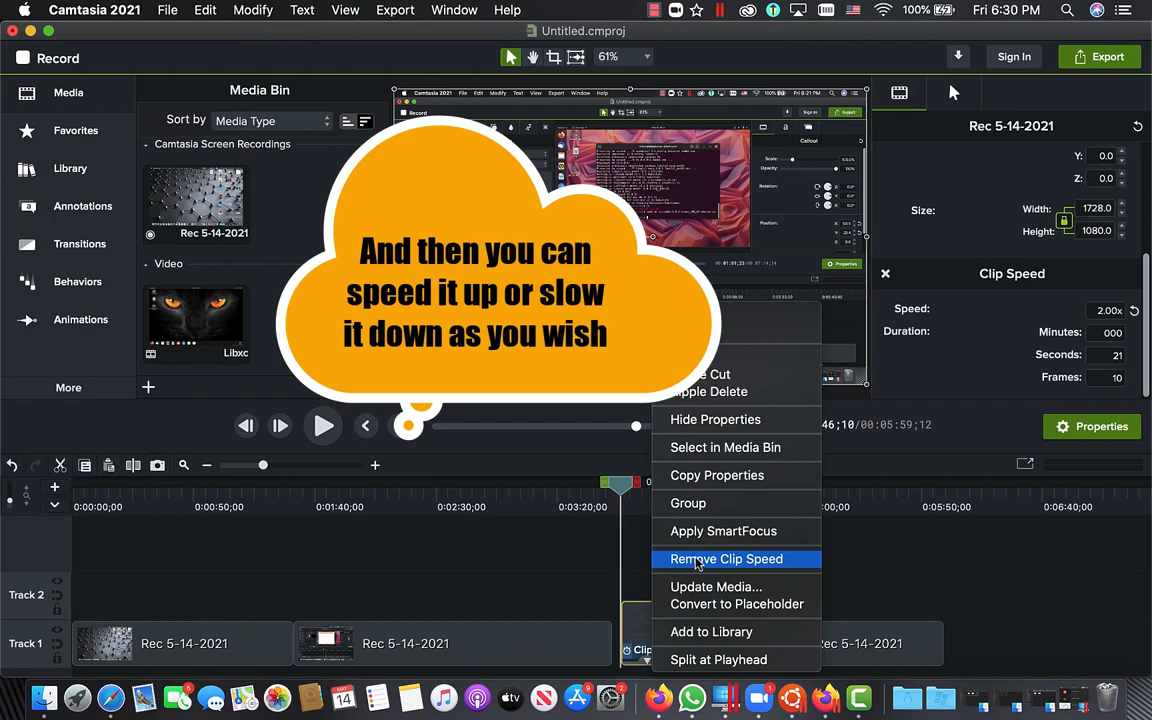 Camtasia 2021 File Edit Modify Text View Export Window Help 100% Fri 6:30 PM
Untitled.cmproj
Record 61% Sign In Export
Media
Favorites
Library
Annotations
Transitions
Behaviors
Animations
More
Media Bin
Sort by Media Type
Camtasia Screen Recordings
Rec 5-14-2021
Video
Libxc
And then you can
speed it up or slow
it down as you wish
Rec 5-14-2021
Y: 0.0
Z: 0.0
Size: Width: 1728.0
Height: 1080.0
Clip Speed
Speed: 2.00x
Duration: Minutes: 000
Seconds: 21
Frames: 10
Cut
Delete
Hide Properties
Select in Media Bin
Copy Properties
Group
Apply SmartFocus
Remove Clip Speed
Update Media...
Convert to Placeholder
Add to Library
Split at Playhead
46;10/00:05:59;12
Properties
0:00:00;00 0:00:50;00 0:01:40;00 0:02:30;00 0:03:20;00 0:05:50;00 0:06:40;00
Track 2
Track 1 Rec 5-14-2021 Rec 5-14-2021 Clip Rec 5-14-2021